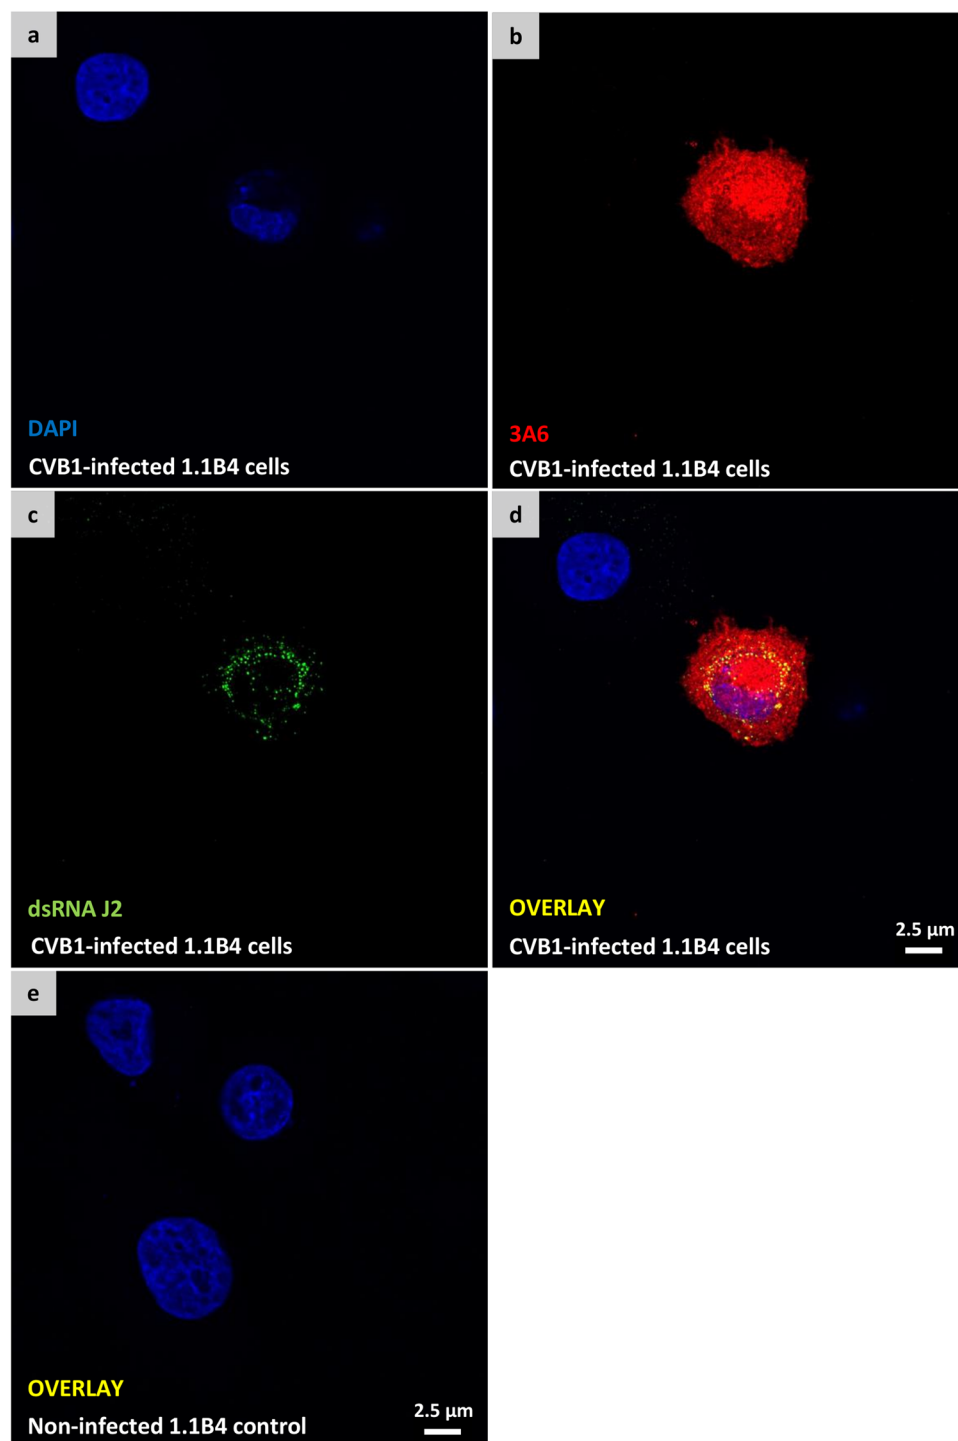 a
DAPI
CVB1-infected 1.1B4 cells
b
3A6
CVB1-infected 1.1B4 cells
c
dsRNA J2
CVB1-infected 1.1B4 cells
d
OVERLAY
CVB1-infected 1.1B4 cells
2.5 µm
e
OVERLAY
Non-infected 1.1B4 control
2.5 µm